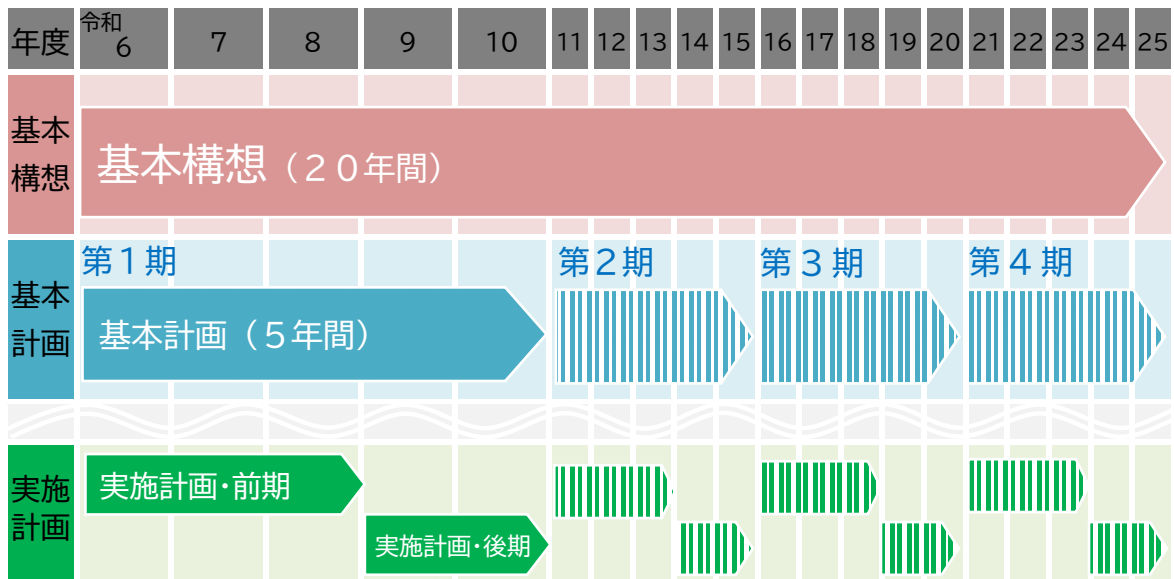 年度 令和6 7 8 9 10 11 12 13 14 15 16 17 18 19 20 21 22 23 24 25
基本
構想
基本構想（２０年間）
基本
計画
第１期 第２期 第３期 第４期
基本計画（５年間）
実施
計画
実施計画・前期
実施計画・後期